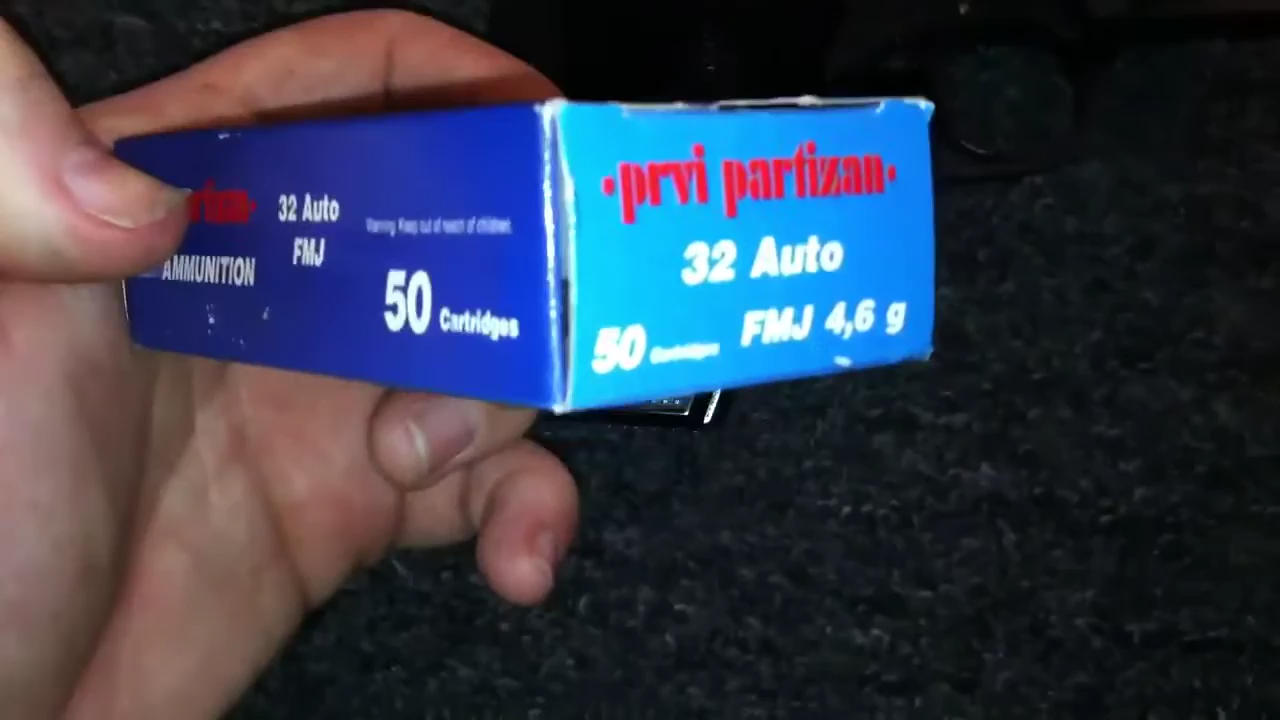 32 Auto
FMJ
Warning Keep out of reach of children.
AMMUNITION
50 Cartridges
·prvi partizan·
32 Auto
FMJ 4,6 g
50 Cartridges